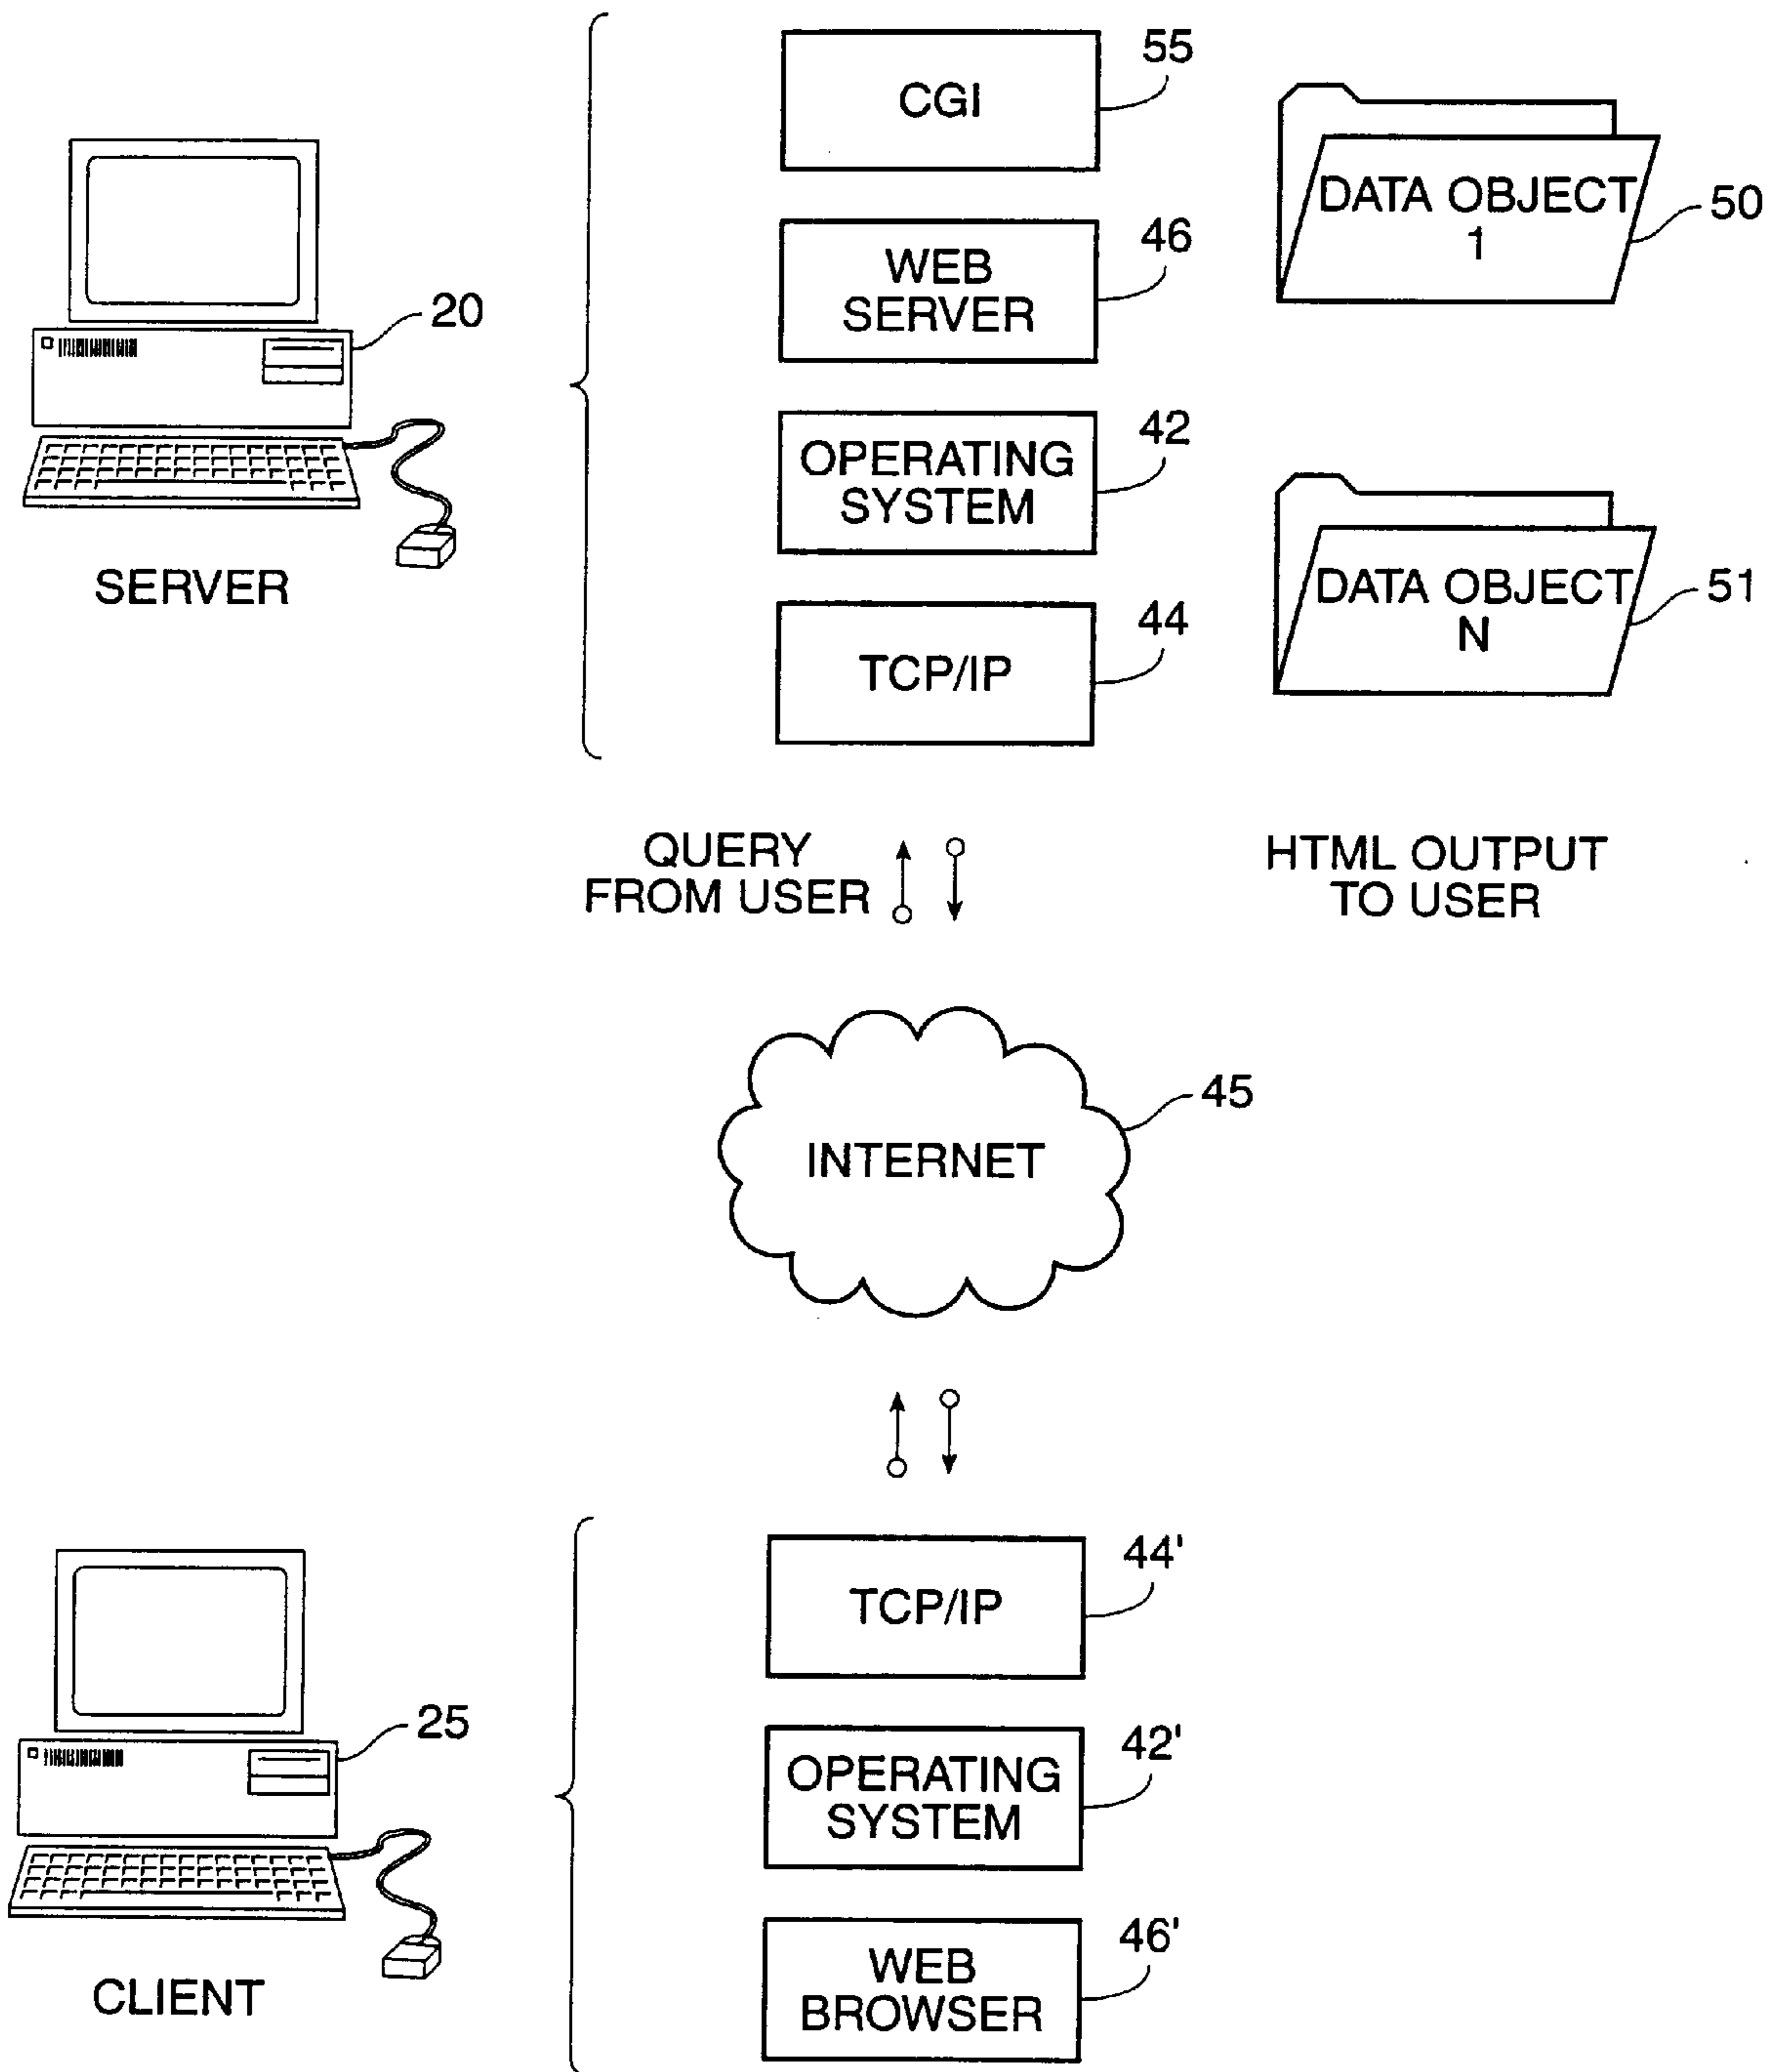 CGI
55
DATA OBJECT
1
50
WEB
SERVER
46
20
OPERATING
SYSTEM
42
SERVER
DATA OBJECT
N
51
TCP/IP
44
QUERY
FROM USER
HTML OUTPUT
TO USER
INTERNET
45
TCP/IP
44'
25
OPERATING
SYSTEM
42'
CLIENT
WEB
BROWSER
46'